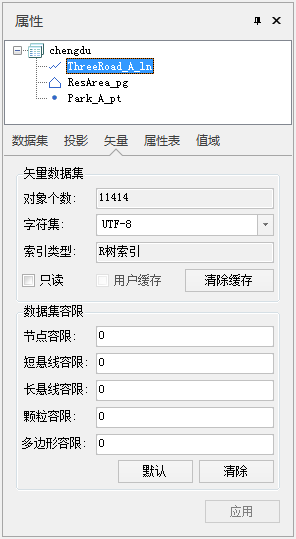 属性
chengdu
ThreeRoad_A_ln
ResArea_pg
Park_A_pt
数据集 投影 矢量 属性表 值域
矢量数据集
对象个数: 11414
字符集: UTF-8
索引类型: R树索引
只读 用户缓存 清除缓存
数据集容限
节点容限: 0
短悬线容限: 0
长悬线容限: 0
颗粒容限: 0
多边形容限: 0
默认 清除
应用